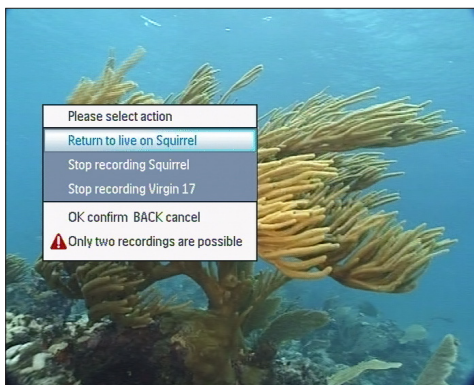 Please select action
Return to live on Squirrel
Stop recording Squirrel
Stop recording Virgin 17
OK confirm BACK cancel
Only two recordings are possible